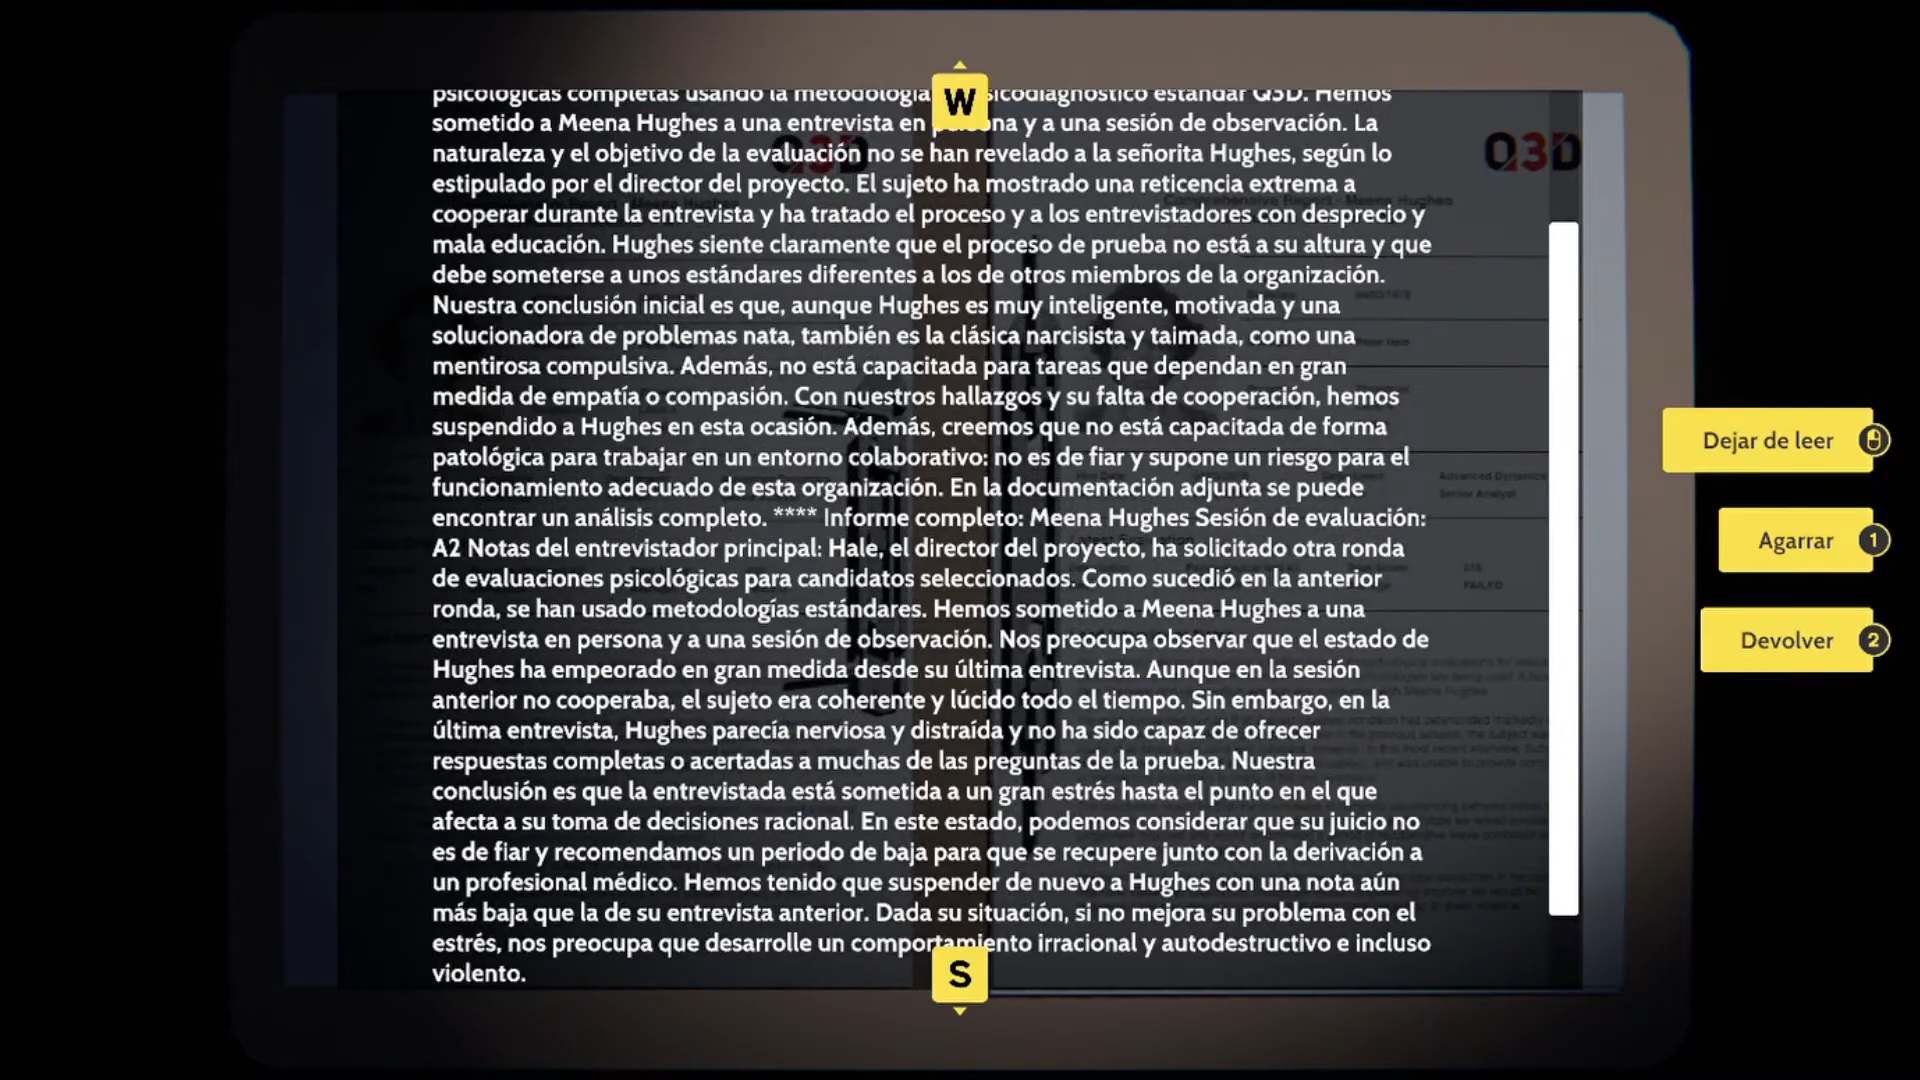 W
psicológicas completas usando la metodología sicodiagnóstico estándar Q3D. Hemos
sometido a Meena Hughes a una entrevista en persona y a una sesión de observación. La
naturaleza y el objetivo de la evaluación no se han revelado a la señorita Hughes, según lo
estipulado por el director del proyecto. El sujeto ha mostrado una reticencia extrema a
cooperar durante la entrevista y ha tratado el proceso y a los entrevistadores con desprecio y
mala educación. Hughes siente claramente que el proceso de prueba no está a su altura y que
debe someterse a unos estándares diferentes a los de otros miembros de la organización.
Nuestra conclusión inicial es que, aunque Hughes es muy inteligente, motivada y una
solucionadora de problemas nata, también es la clásica narcisista y taimada, como una
mentirosa compulsiva. Además, no está capacitada para tareas que dependan en gran
medida de empatía o compasión. Con nuestros hallazgos y su falta de cooperación, hemos
suspendido a Hughes en esta ocasión. Además, creemos que no está capacitada de forma
patológica para trabajar en un entorno colaborativo: no es de fiar y supone un riesgo para el
funcionamiento adecuado de esta organización. En la documentación adjunta se puede
encontrar un análisis completo. **** Informe completo: Meena Hughes Sesión de evaluación:
A2 Notas del entrevistador principal: Hale, el director del proyecto, ha solicitado otra ronda
de evaluaciones psicológicas para candidatos seleccionados. Como sucedió en la anterior
ronda, se han usado metodologías estándares. Hemos sometido a Meena Hughes a una
entrevista en persona y a una sesión de observación. Nos preocupa observar que el estado de
Hughes ha empeorado en gran medida desde su última entrevista. Aunque en la sesión
anterior no cooperaba, el sujeto era coherente y lúcido todo el tiempo. Sin embargo, en la
última entrevista, Hughes parecía nerviosa y distraída y no ha sido capaz de ofrecer
respuestas completas o acertadas a muchas de las preguntas de la prueba. Nuestra
conclusión es que la entrevistada está sometida a un gran estrés hasta el punto en el que
afecta a su toma de decisiones racional. En este estado, podemos considerar que su juicio no
es de fiar y recomendamos un periodo de baja para que se recupere junto con la derivación a
un profesional médico. Hemos tenido que suspender de nuevo a Hughes con una nota aún
más baja que la de su entrevista anterior. Dada su situación, si no mejora su problema con el
estrés, nos preocupa que desarrolle un comportamiento irracional y autodestructivo e incluso
violento.
S
Q3D
Q3D
Comprehensive Report - Meena Hughes
Advanced Dynamics
Senior Analyst
FAILED
Dejar de leer
Agarrar 1
Devolver 2